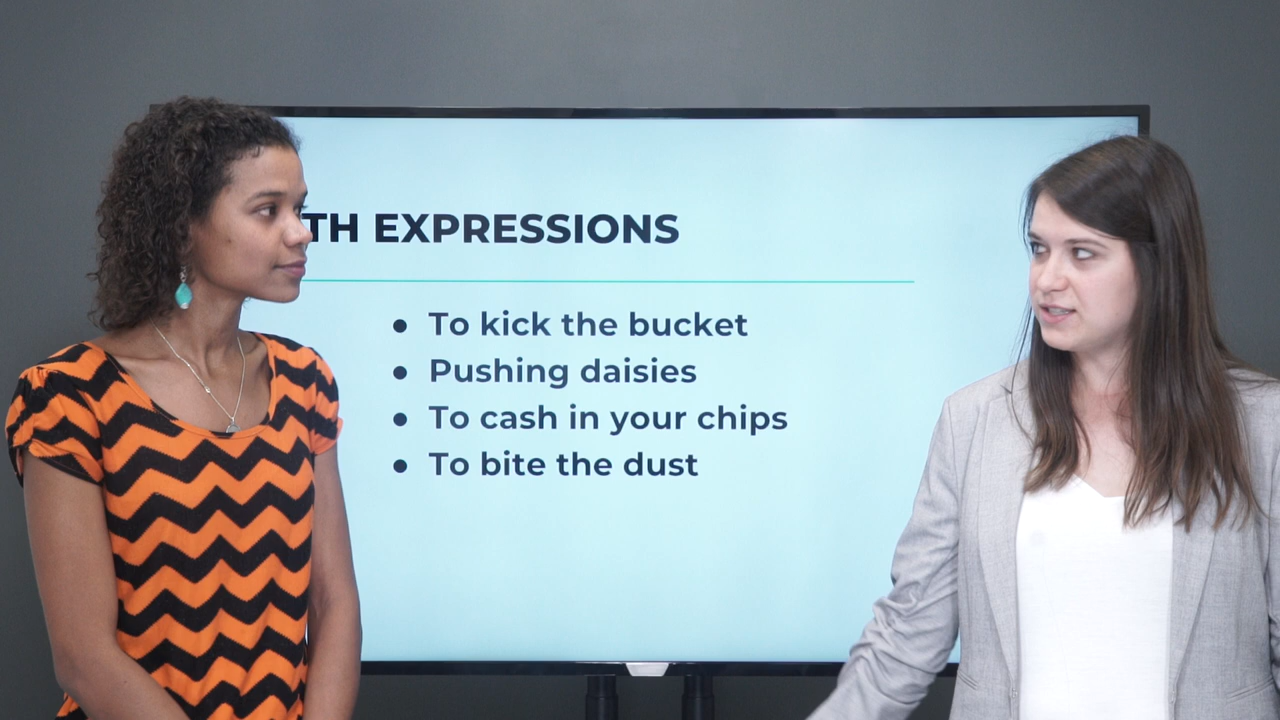 TH EXPRESSIONS
• To kick the bucket
• Pushing daisies
• To cash in your chips
• To bite the dust